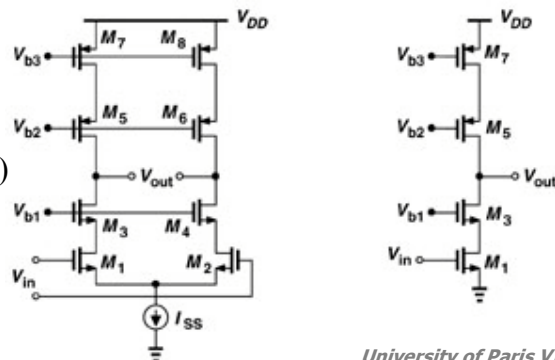 V_DD V_DD
V_b3 M_7 M_8 V_b3 M_7
V_b2 M_5 M_6 V_b2 M_5
) V_out V_out
V_b1 M_3 M_4 V_b1 M_3
V_in M_1 M_2 V_in M_1
I_SS
University of Paris V